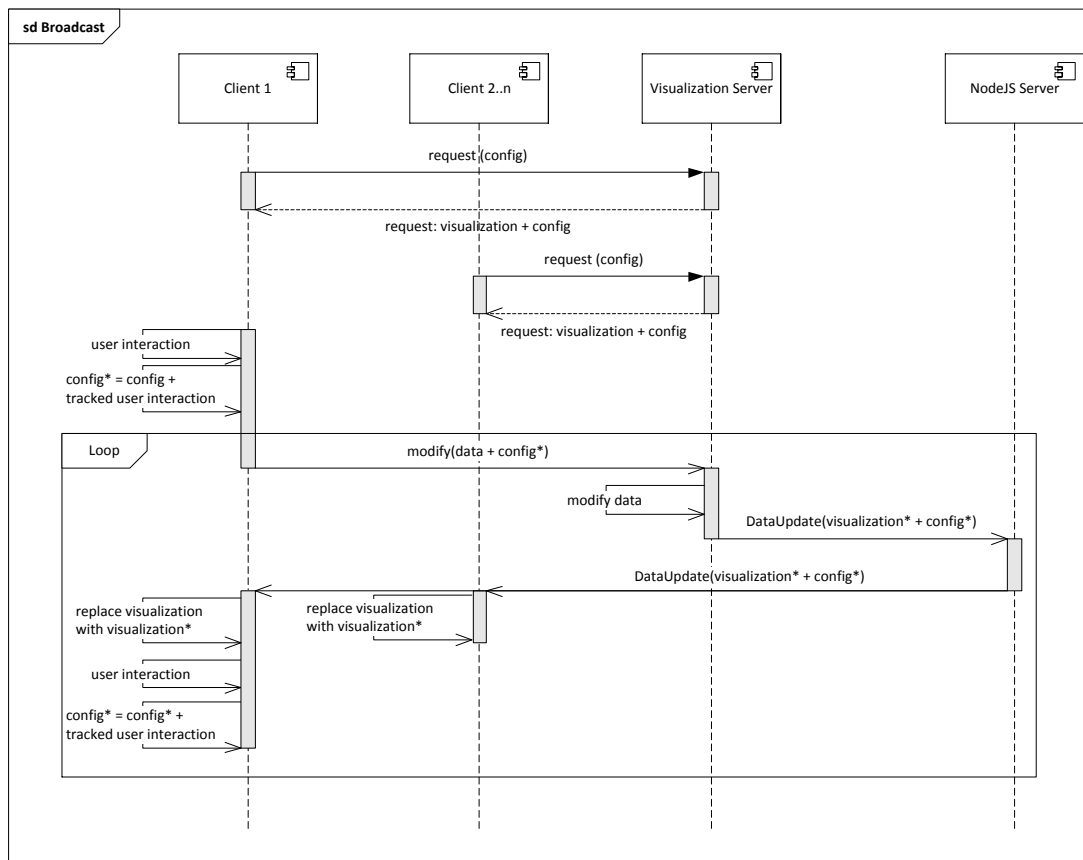 sd Broadcast
Client 1
Client 2..n
Visualization Server
NodeJS Server
request (config)
request: visualization + config
request (config)
request: visualization + config
user interaction
config* = config +
tracked user interaction
Loop
modify(data + config*)
modify data
DataUpdate(visualization* + config*)
DataUpdate(visualization* + config*)
replace visualization
with visualization*
replace visualization
with visualization*
user interaction
config* = config* +
tracked user interaction